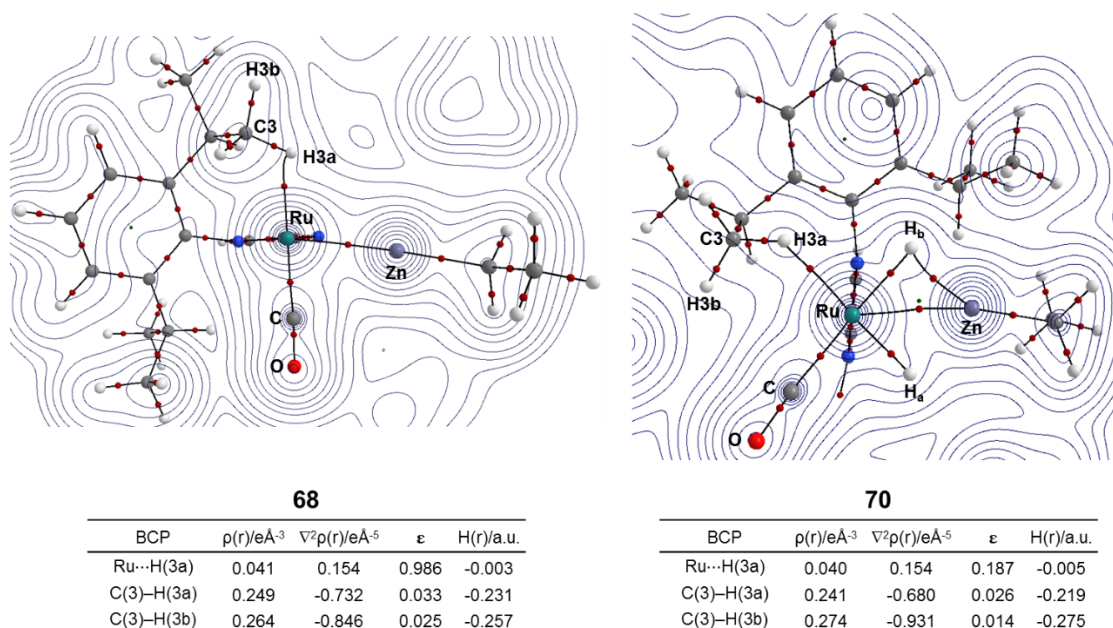 H3b
C3
H3a
Ru
Zn
C
O
C3
H3a
H3b
Hb
Ru
Zn
Ha
C
O
68
BCP ρ(r)/eÅ⁻³ ∇²ρ(r)/eÅ⁻⁵ ε H(r)/a.u.
Ru···H(3a) 0.041 0.154 0.986 -0.003
C(3)–H(3a) 0.249 -0.732 0.033 -0.231
C(3)–H(3b) 0.264 -0.846 0.025 -0.257
70
BCP ρ(r)/eÅ⁻³ ∇²ρ(r)/eÅ⁻⁵ ε H(r)/a.u.
Ru···H(3a) 0.040 0.154 0.187 -0.005
C(3)–H(3a) 0.241 -0.680 0.026 -0.219
C(3)–H(3b) 0.274 -0.931 0.014 -0.275